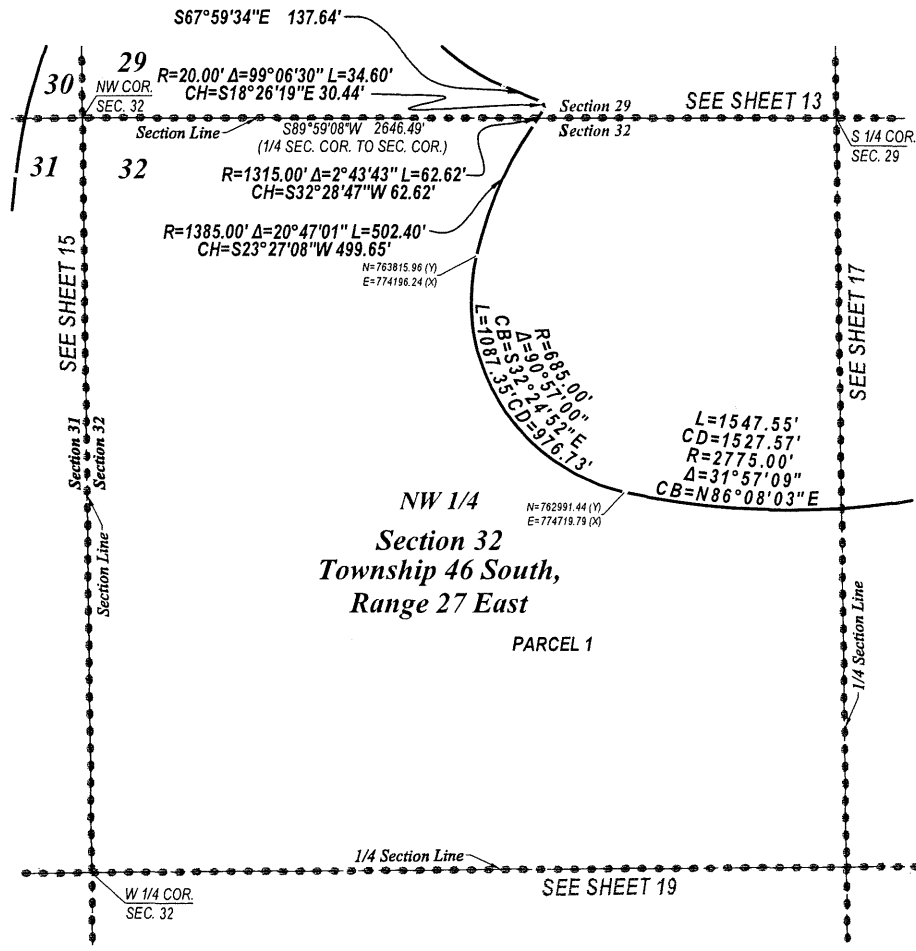 S67°59'34"E 137.64'
30
29
NW COR.
SEC. 32
R=20.00' Δ=99°06'30" L=34.60'
CH=S18°26'19"E 30.44'
Section 29
Section 32
SEE SHEET 13
Section Line
S89°59'08"W 2646.49'
(1/4 SEC. COR. TO SEC. COR.)
S 1/4 COR.
SEC. 29
31
32
R=1315.00' Δ=2°43'43" L=62.62'
CH=S32°28'47"W 62.62'
R=1385.00' Δ=20°47'01" L=502.40'
CH=S23°27'08"W 499.65'
N=763815.96 (Y)
E=774196.24 (X)
SEE SHEET 15
SEE SHEET 17
R=685.00'
Δ=90°57'00"
CB=S32°24'52"E
L=1087.35' CD=976.73'
L=1547.55'
CD=1527.57'
R=2775.00'
Δ=31°57'09"
CB=N86°08'03"E
Section 31
Section 32
Section Line
N=762991.44 (Y)
E=774719.79 (X)
NW 1/4
Section 32
Township 46 South,
Range 27 East
PARCEL 1
1/4 Section Line
1/4 Section Line
SEE SHEET 19
W 1/4 COR.
SEC. 32